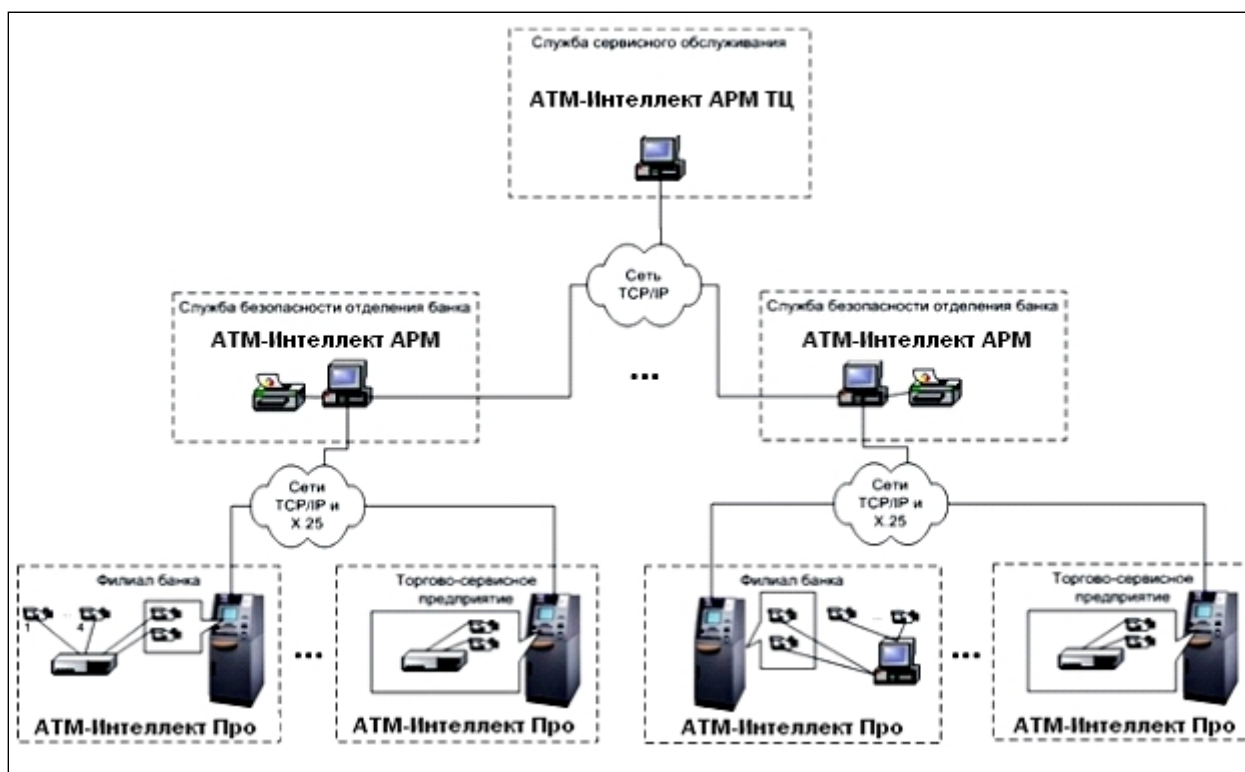 Служба сервисного обслуживания
АТМ-Интеллект АРМ ТЦ
Сеть
TCP/IP
Служба безопасности отделения банка
АТМ-Интеллект АРМ
...
Служба безопасности отделения банка
АТМ-Интеллект АРМ
Сети
TCP/IP и
X.25
Сети
TCP/IP и
X.25
Филиал банка
1
...
4
АТМ-Интеллект Про
...
Торгово-сервисное
предприятие
АТМ-Интеллект Про
Филиал банка
...
АТМ-Интеллект Про
...
Торгово-сервисное
предприятие
АТМ-Интеллект Про